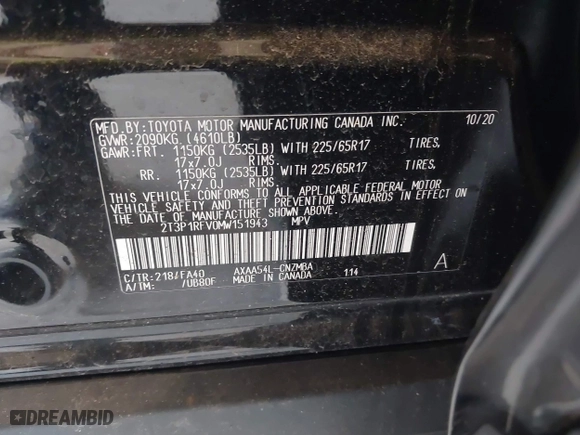 MFD.BY:TOYOTA MOTOR MANUFACTURING CANADA INC. 10/20
GVWR:2090KG (4610LB)
GAWR:FRT. 1150KG (2535LB) WITH 225/65R17 TIRES,
17x7.0J RIMS.
RR. 1150KG (2535LB) WITH 225/65R17 TIRES,
17x7.0J RIMS.
THIS VEHICLE CONFORMS TO ALL APPLICABLE FEDERAL MOTOR
VEHICLE SAFETY AND THEFT PREVENTION STANDARDS IN EFFECT ON
THE DATE OF MANUFACTURE SHOWN ABOVE.
2T3P1RFV0MW151943 MPV
C/TR:218/FA40 AXAA54L-CNZMBA 114 A
A/TM: /UB80F MADE IN CANADA
DREAMBID